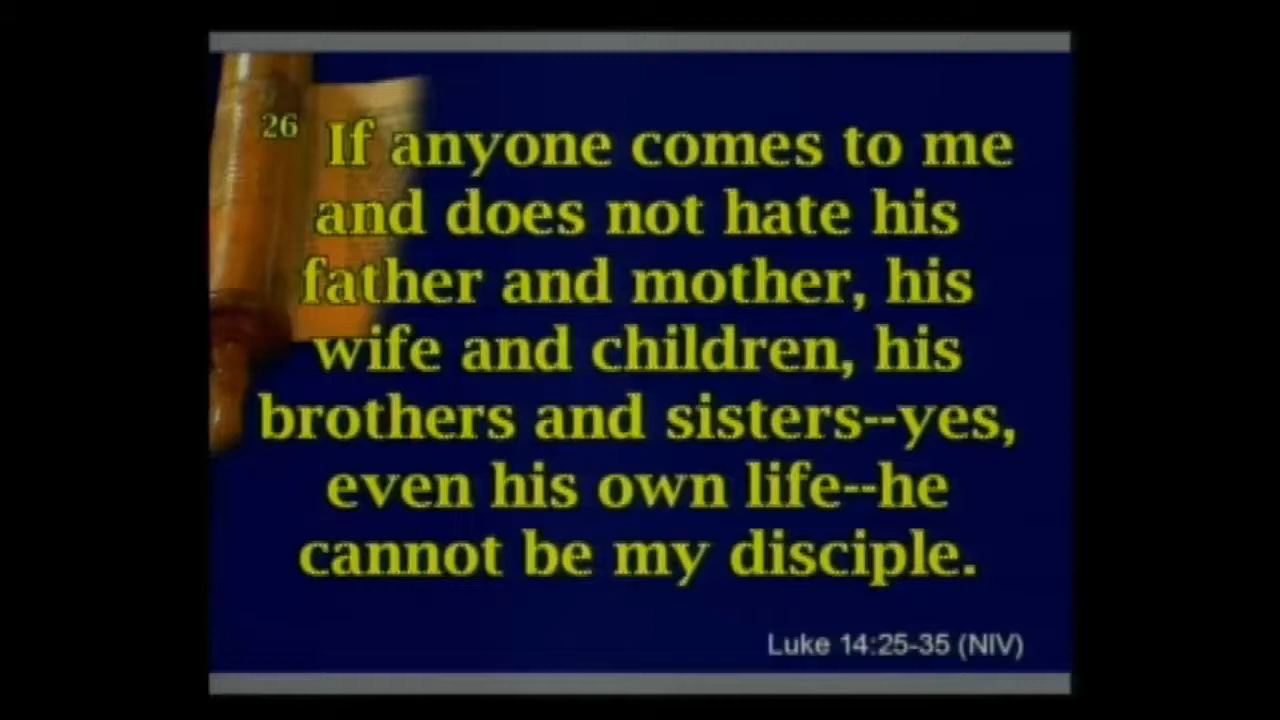 26 If anyone comes to me
and does not hate his
father and mother, his
wife and children, his
brothers and sisters--yes,
even his own life--he
cannot be my disciple.
Luke 14:25-35 (NIV)